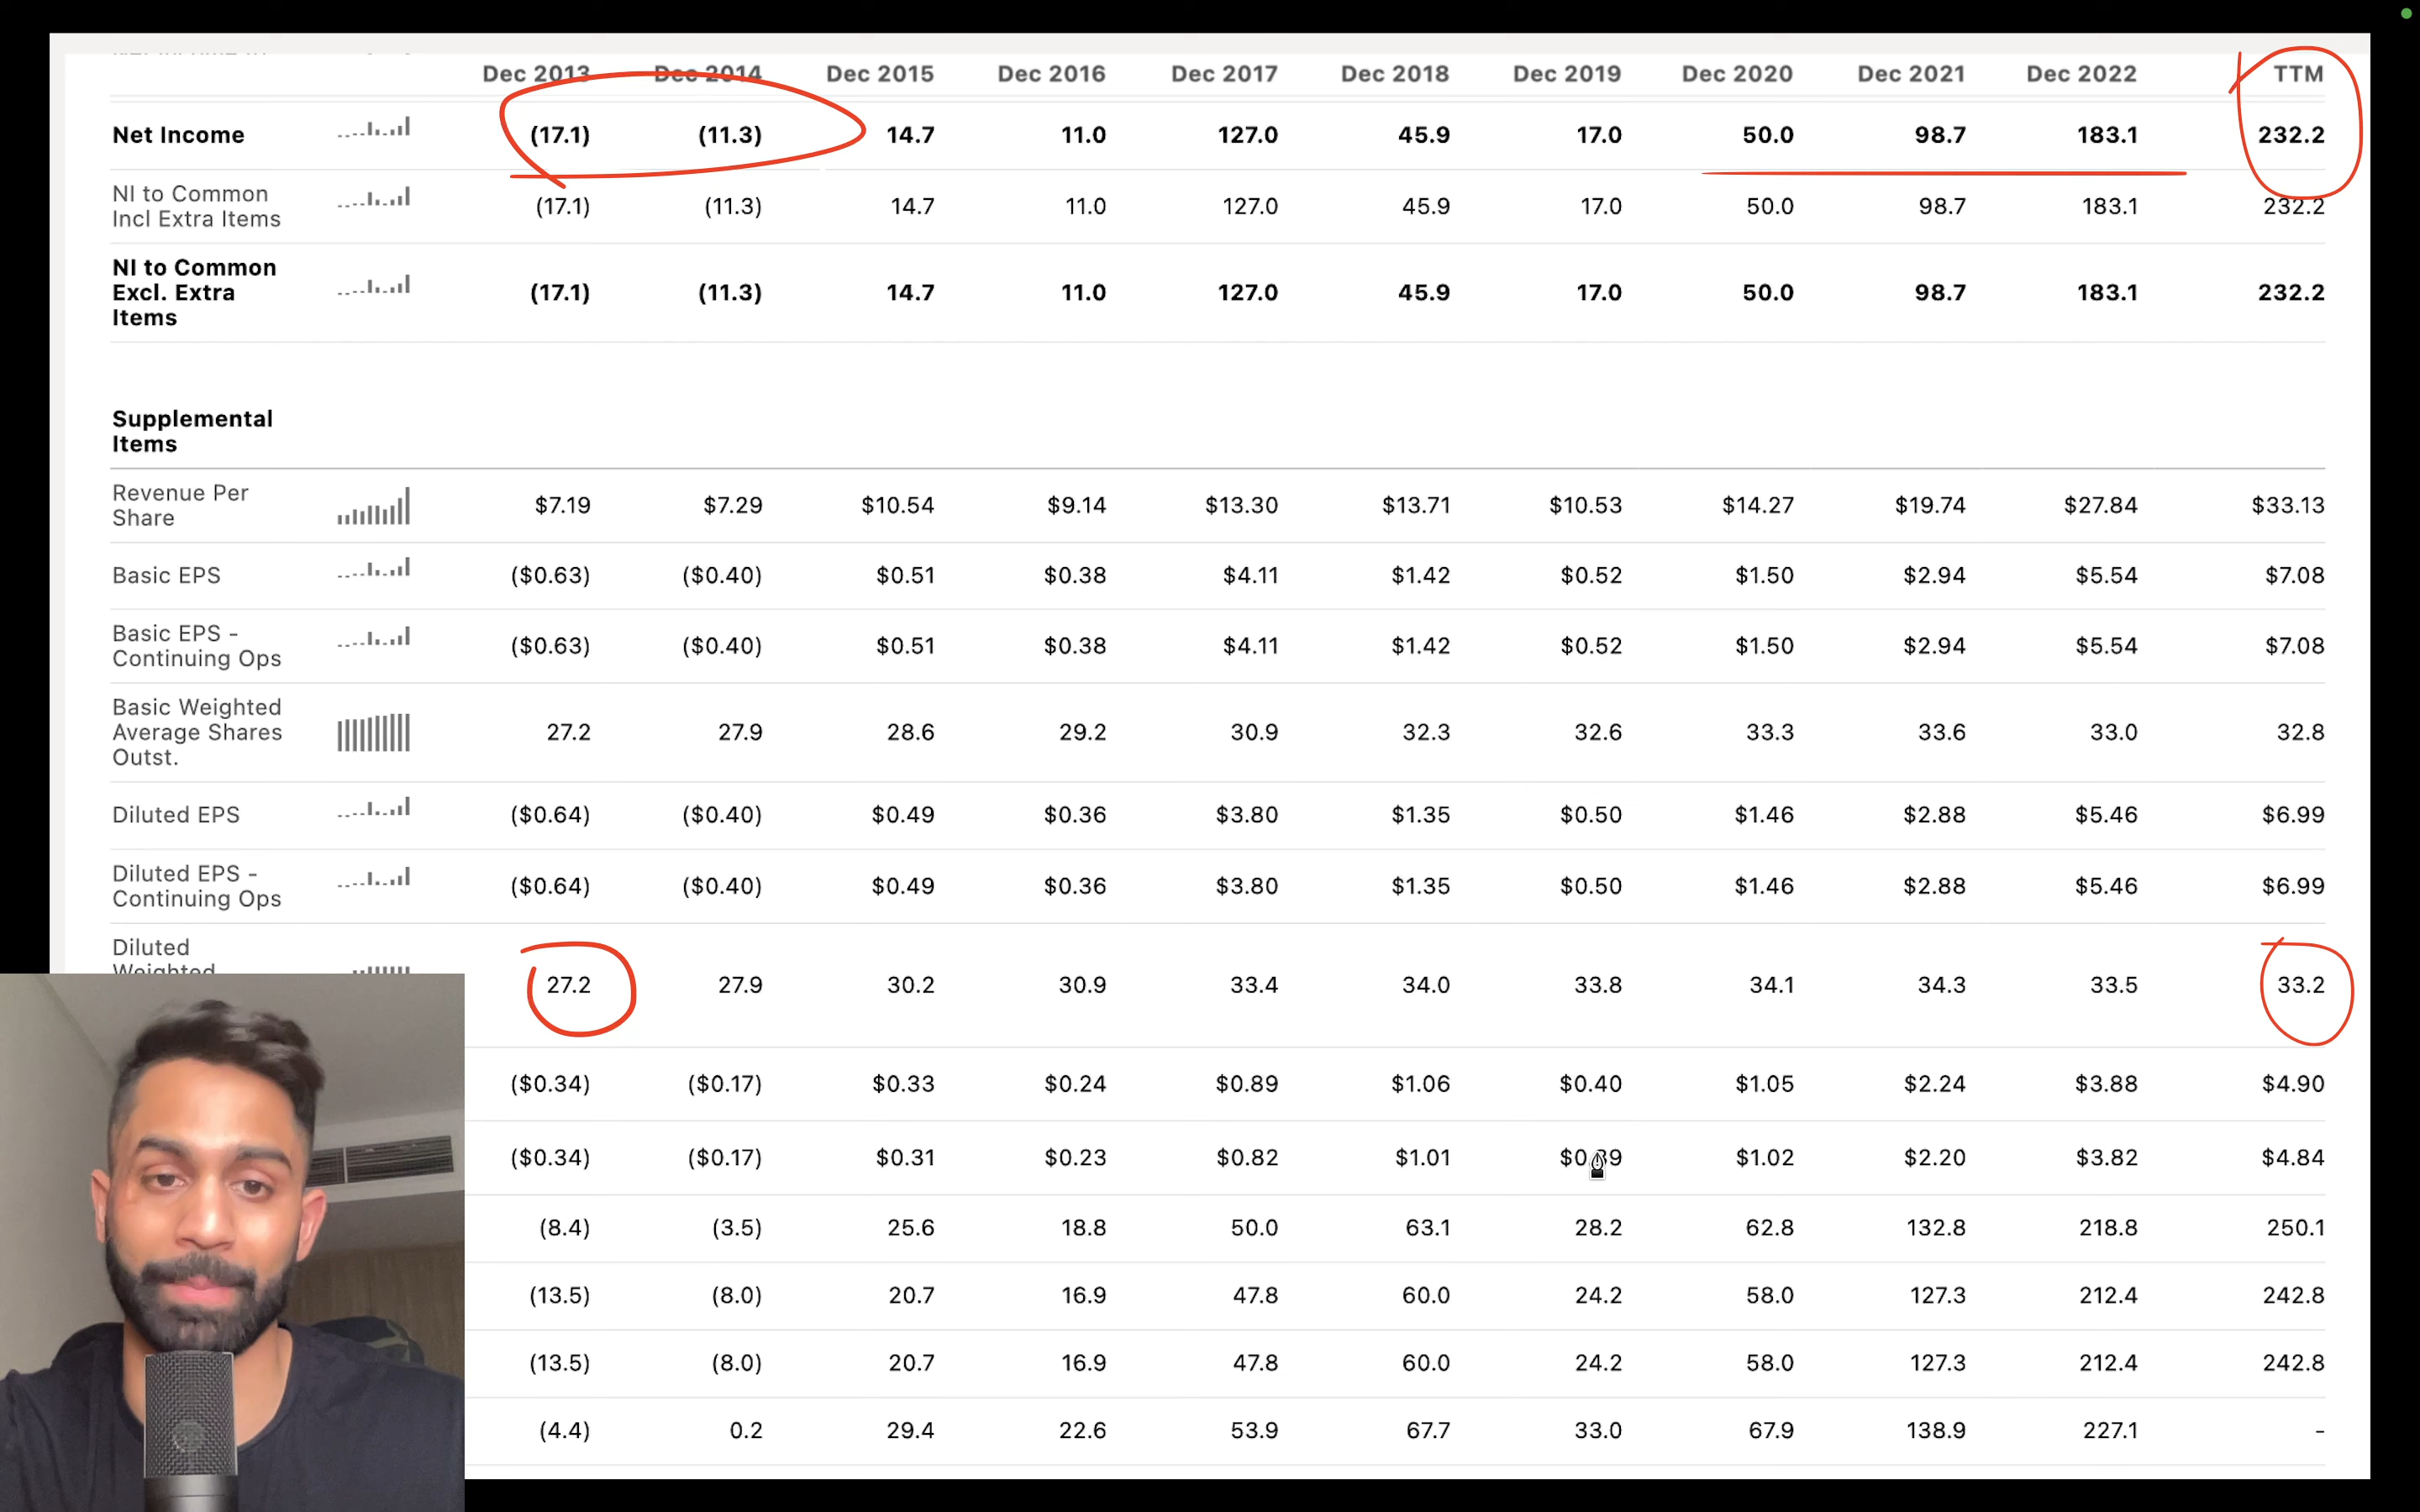 Dec 2013 Dec 2014 Dec 2015 Dec 2016 Dec 2017 Dec 2018 Dec 2019 Dec 2020 Dec 2021 Dec 2022 TTM
Net Income (17.1) (11.3) 14.7 11.0 127.0 45.9 17.0 50.0 98.7 183.1 232.2
NI to Common
Incl Extra Items (17.1) (11.3) 14.7 11.0 127.0 45.9 17.0 50.0 98.7 183.1 232.2
NI to Common
Excl. Extra
Items (17.1) (11.3) 14.7 11.0 127.0 45.9 17.0 50.0 98.7 183.1 232.2
Supplemental
Items
Revenue Per
Share $7.19 $7.29 $10.54 $9.14 $13.30 $13.71 $10.53 $14.27 $19.74 $27.84 $33.13
Basic EPS ($0.63) ($0.40) $0.51 $0.38 $4.11 $1.42 $0.52 $1.50 $2.94 $5.54 $7.08
Basic EPS -
Continuing Ops ($0.63) ($0.40) $0.51 $0.38 $4.11 $1.42 $0.52 $1.50 $2.94 $5.54 $7.08
Basic Weighted
Average Shares
Outst. 27.2 27.9 28.6 29.2 30.9 32.3 32.6 33.3 33.6 33.0 32.8
Diluted EPS ($0.64) ($0.40) $0.49 $0.36 $3.80 $1.35 $0.50 $1.46 $2.88 $5.46 $6.99
Diluted EPS -
Continuing Ops ($0.64) ($0.40) $0.49 $0.36 $3.80 $1.35 $0.50 $1.46 $2.88 $5.46 $6.99
Diluted
Weighted
27.2 27.9 30.2 30.9 33.4 34.0 33.8 34.1 34.3 33.5 33.2
($0.34) ($0.17) $0.33 $0.24 $0.89 $1.06 $0.40 $1.05 $2.24 $3.88 $4.90
($0.34) ($0.17) $0.31 $0.23 $0.82 $1.01 $1.02 $2.20 $3.82 $4.84
(8.4) (3.5) 25.6 18.8 50.0 63.1 28.2 62.8 132.8 218.8 250.1
(13.5) (8.0) 20.7 16.9 47.8 60.0 24.2 58.0 127.3 212.4 242.8
(13.5) (8.0) 20.7 16.9 47.8 60.0 24.2 58.0 127.3 212.4 242.8
(4.4) 0.2 29.4 22.6 53.9 67.7 33.0 67.9 138.9 227.1 -